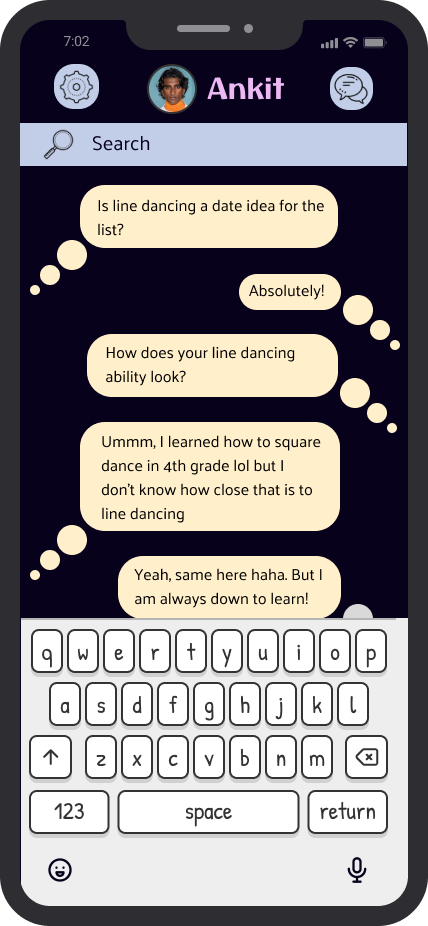 7:02
Ankit
Search
Is line dancing a date idea for the
list?
Absolutely!
How does your line dancing
ability look?
Ummm, I learned how to square
dance in 4th grade lol but I
don't know how close that is to
line dancing
Yeah, same here haha. But I
am always down to learn!
q w e r t y u i o p
a s d f g h j k l
z x c v b n m
123 space return